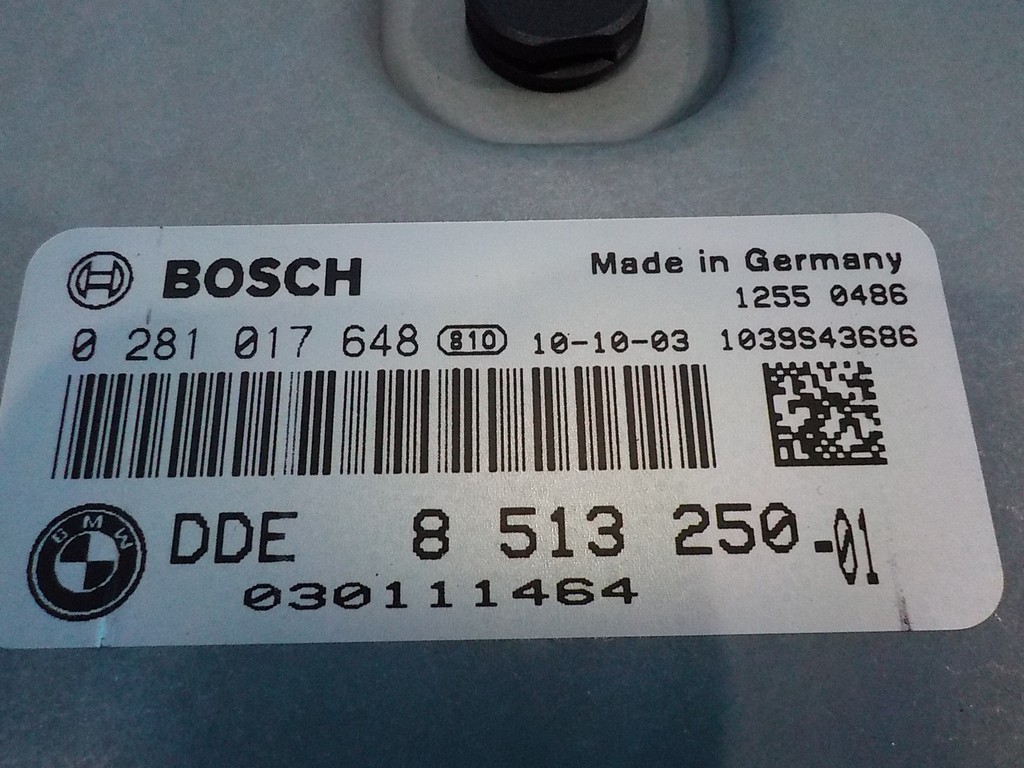 BOSCH
Made in Germany
1255 0486
0 281 017 648 810 10-10-03 1039S43686
BMW
DDE 8 513 250-01
030111464